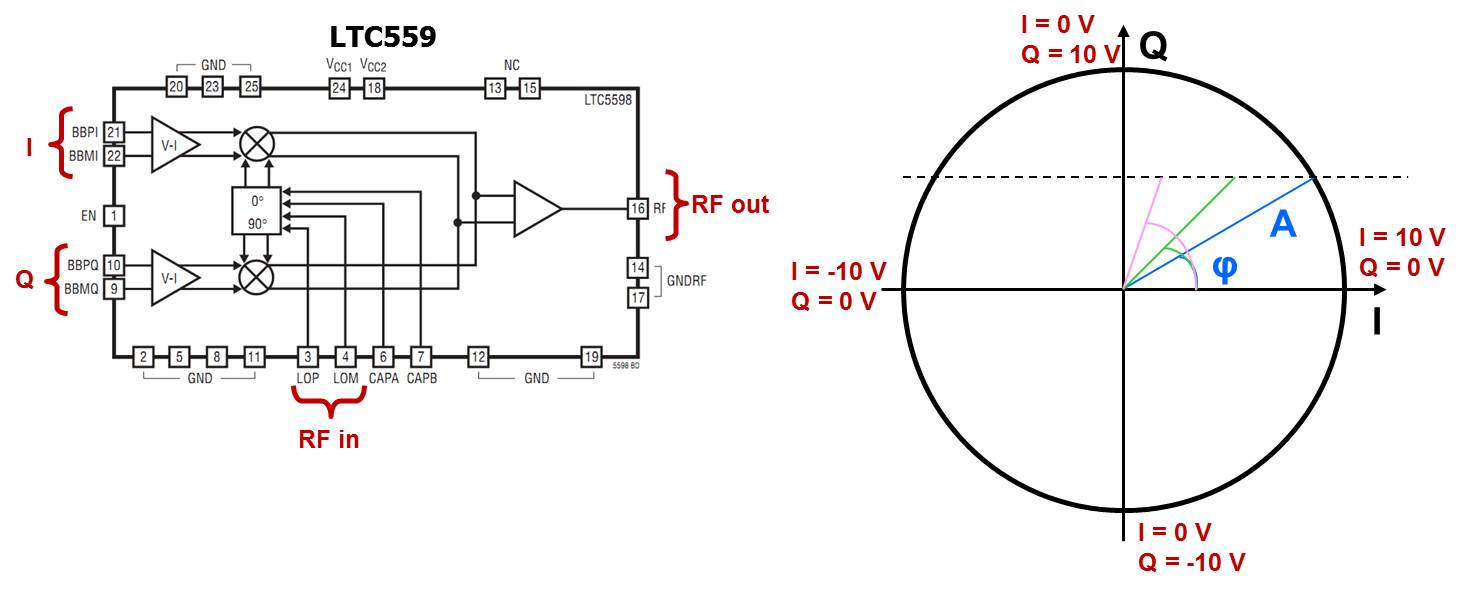 LTC559
GND
VCC1 VCC2
NC
20 23 25 24 18 13 15
LTC5598
I
BBPI 21
BBMI 22
V-I
EN 1
0°
90°
16 RF
RF out
Q
BBPQ 10
BBMQ 9
V-I
14
17
GNDRF
2 5 8 11 3 4 6 7 12 19
5598 BD
GND LOP LOM CAPA CAPB GND
RF in
I = 0 V
Q = 10 V
Q
A
φ
I = 10 V
Q = 0 V
I = -10 V
Q = 0 V
I
I = 0 V
Q = -10 V